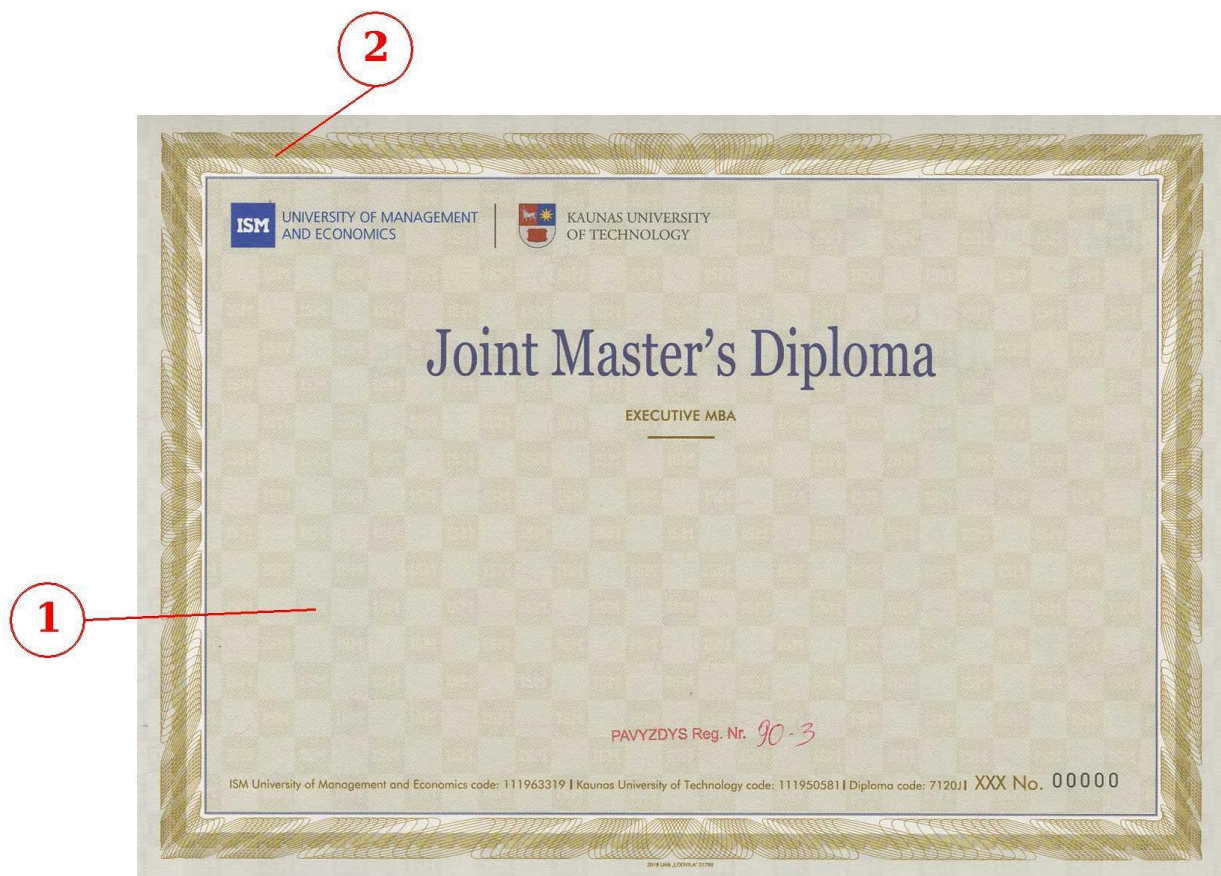 2
ISM
UNIVERSITY OF MANAGEMENT
AND ECONOMICS
KAUNAS UNIVERSITY
OF TECHNOLOGY
Joint Master’s Diploma
EXECUTIVE MBA
1
PAVYZDYS Reg. Nr. 90-3
ISM University of Management and Economics code: 111963319 | Kaunas University of Technology code: 111950581 | Diploma code: 7120J | XXX No. 00000